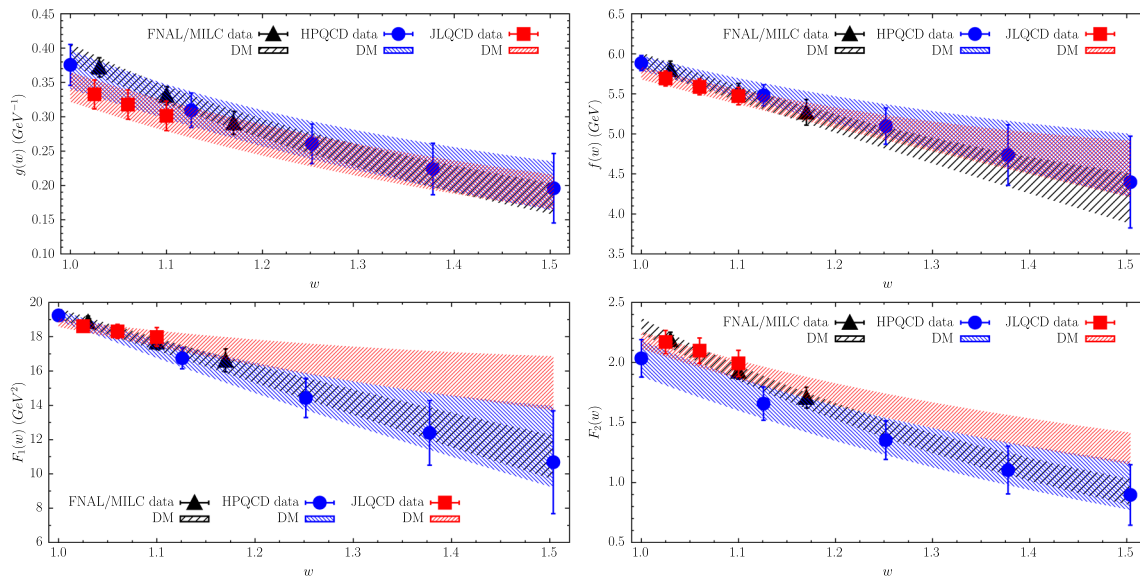 FNAL/MILC data HPQCD data JLQCD data
DM DM DM
g(w) (GeV⁻¹)
0.45
0.40
0.35
0.30
0.25
0.20
0.15
0.10
1.0 1.1 1.2 1.3 1.4 1.5
w
FNAL/MILC data HPQCD data JLQCD data
DM DM DM
f(w) (GeV)
6.5
6.0
5.5
5.0
4.5
4.0
3.5
1.0 1.1 1.2 1.3 1.4 1.5
w
F₁(w) (GeV²)
20
18
16
14
12
10
8
6
FNAL/MILC data HPQCD data JLQCD data
DM DM DM
1.0 1.1 1.2 1.3 1.4 1.5
w
FNAL/MILC data HPQCD data JLQCD data
DM DM DM
F₂(w)
2.5
2.0
1.5
1.0
0.5
1.0 1.1 1.2 1.3 1.4 1.5
w